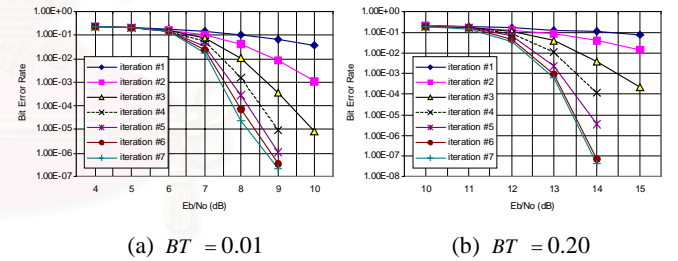 1.00E+00
1.00E-01
1.00E-02
1.00E-03
1.00E-04
1.00E-05
1.00E-06
1.00E-07
Bit Error Rate
iteration #1
iteration #2
iteration #3
iteration #4
iteration #5
iteration #6
iteration #7
4 5 6 7 8 9 10
Eb/No (dB)
(a) BT = 0.01
1.00E+00
1.00E-01
1.00E-02
1.00E-03
1.00E-04
1.00E-05
1.00E-06
1.00E-07
1.00E-08
Bit Error Rate
iteration #1
iteration #2
iteration #3
iteration #4
iteration #5
iteration #6
iteration #7
10 11 12 13 14 15
Eb/No (dB)
(b) BT = 0.20